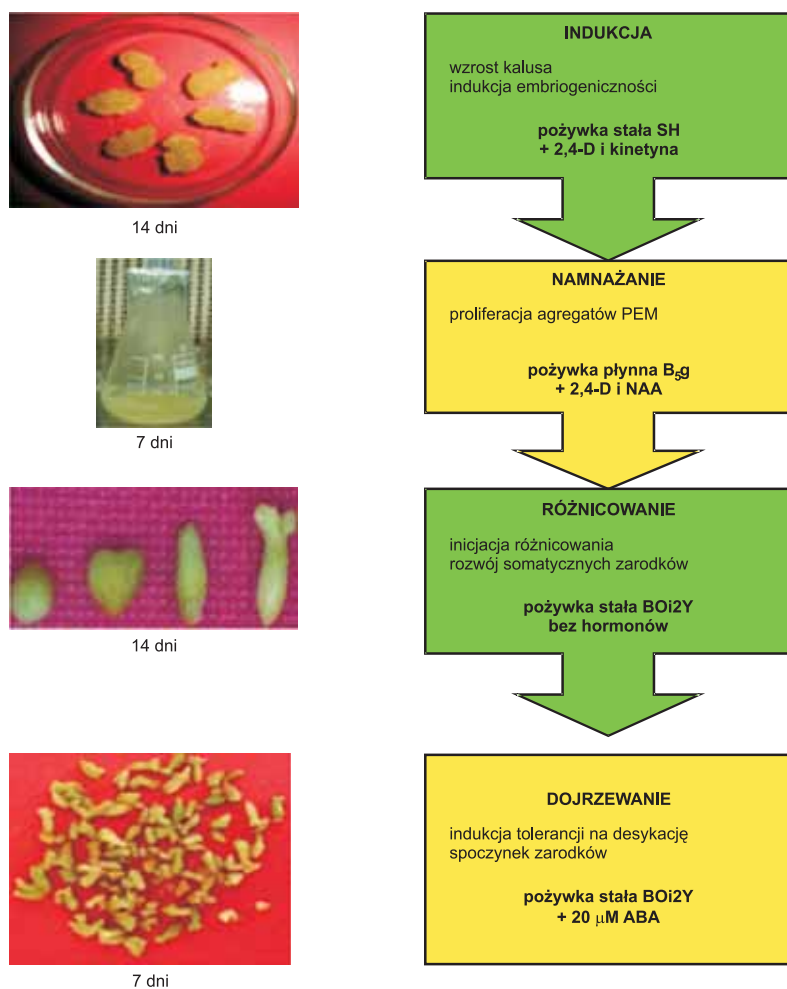 INDUKCJA
wzrost kalusa
indukcja embriogeniczności
pożywka stała SH
+ 2,4-D i kinetyna
14 dni
NAMNAŻANIE
proliferacja agregatów PEM
pożywka płynna B5g
+ 2,4-D i NAA
7 dni
RÓŻNICOWANIE
inicjacja różnicowania
rozwój somatycznych zarodków
pożywka stała BOi2Y
bez hormonów
14 dni
DOJRZEWANIE
indukcja tolerancji na desykację
spoczynek zarodków
pożywka stała BOi2Y
+ 20 μM ABA
7 dni